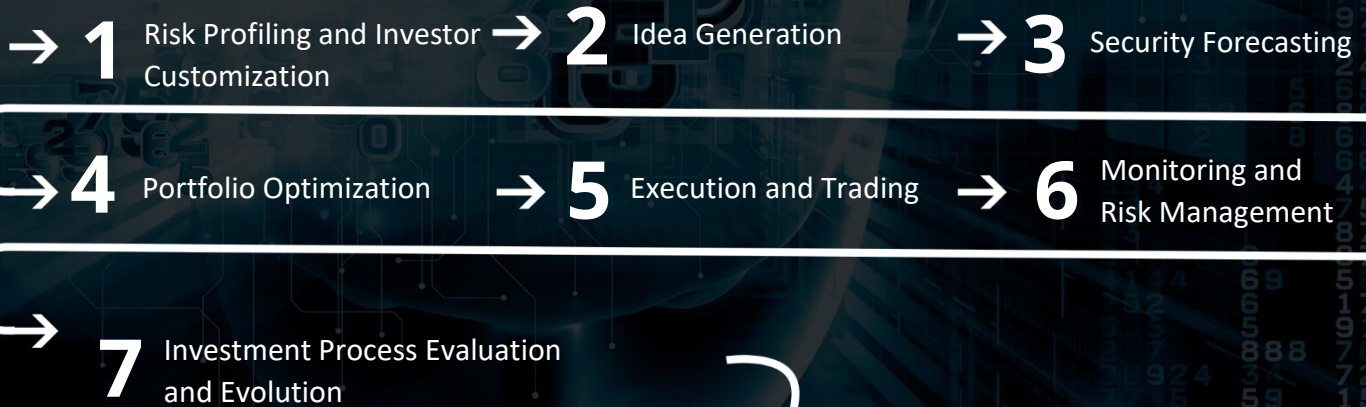 1 Risk Profiling and Investor
Customization
2 Idea Generation
3 Security Forecasting
4 Portfolio Optimization
5 Execution and Trading
6 Monitoring and
Risk Management
7 Investment Process Evaluation
and Evolution